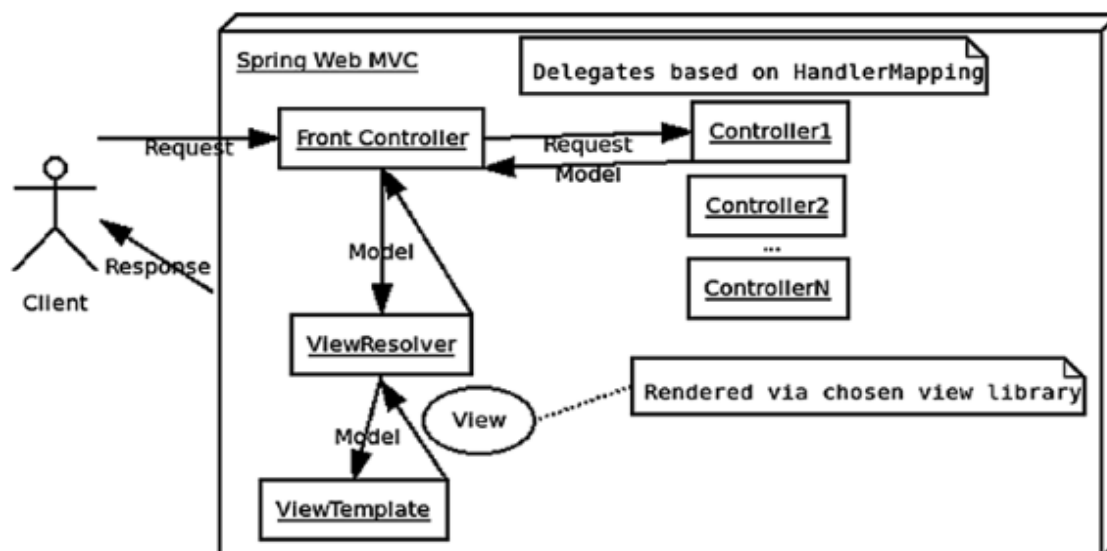 Spring Web MVC
Delegates based on HandlerMapping
Front Controller
Request
Request
Model
Controller1
Controller2
...
ControllerN
Client
Response
Model
ViewResolver
View
Rendered via chosen view library
Model
ViewTemplate